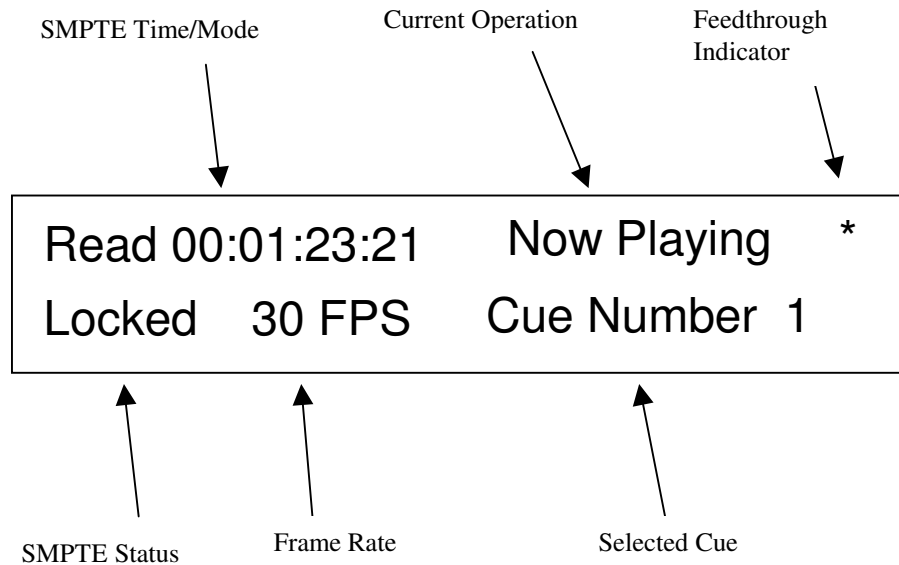 SMPTE Time/Mode
Current Operation
Feedthrough
Indicator
Read 00:01:23:21 Now Playing *
Locked 30 FPS Cue Number 1
SMPTE Status
Frame Rate
Selected Cue